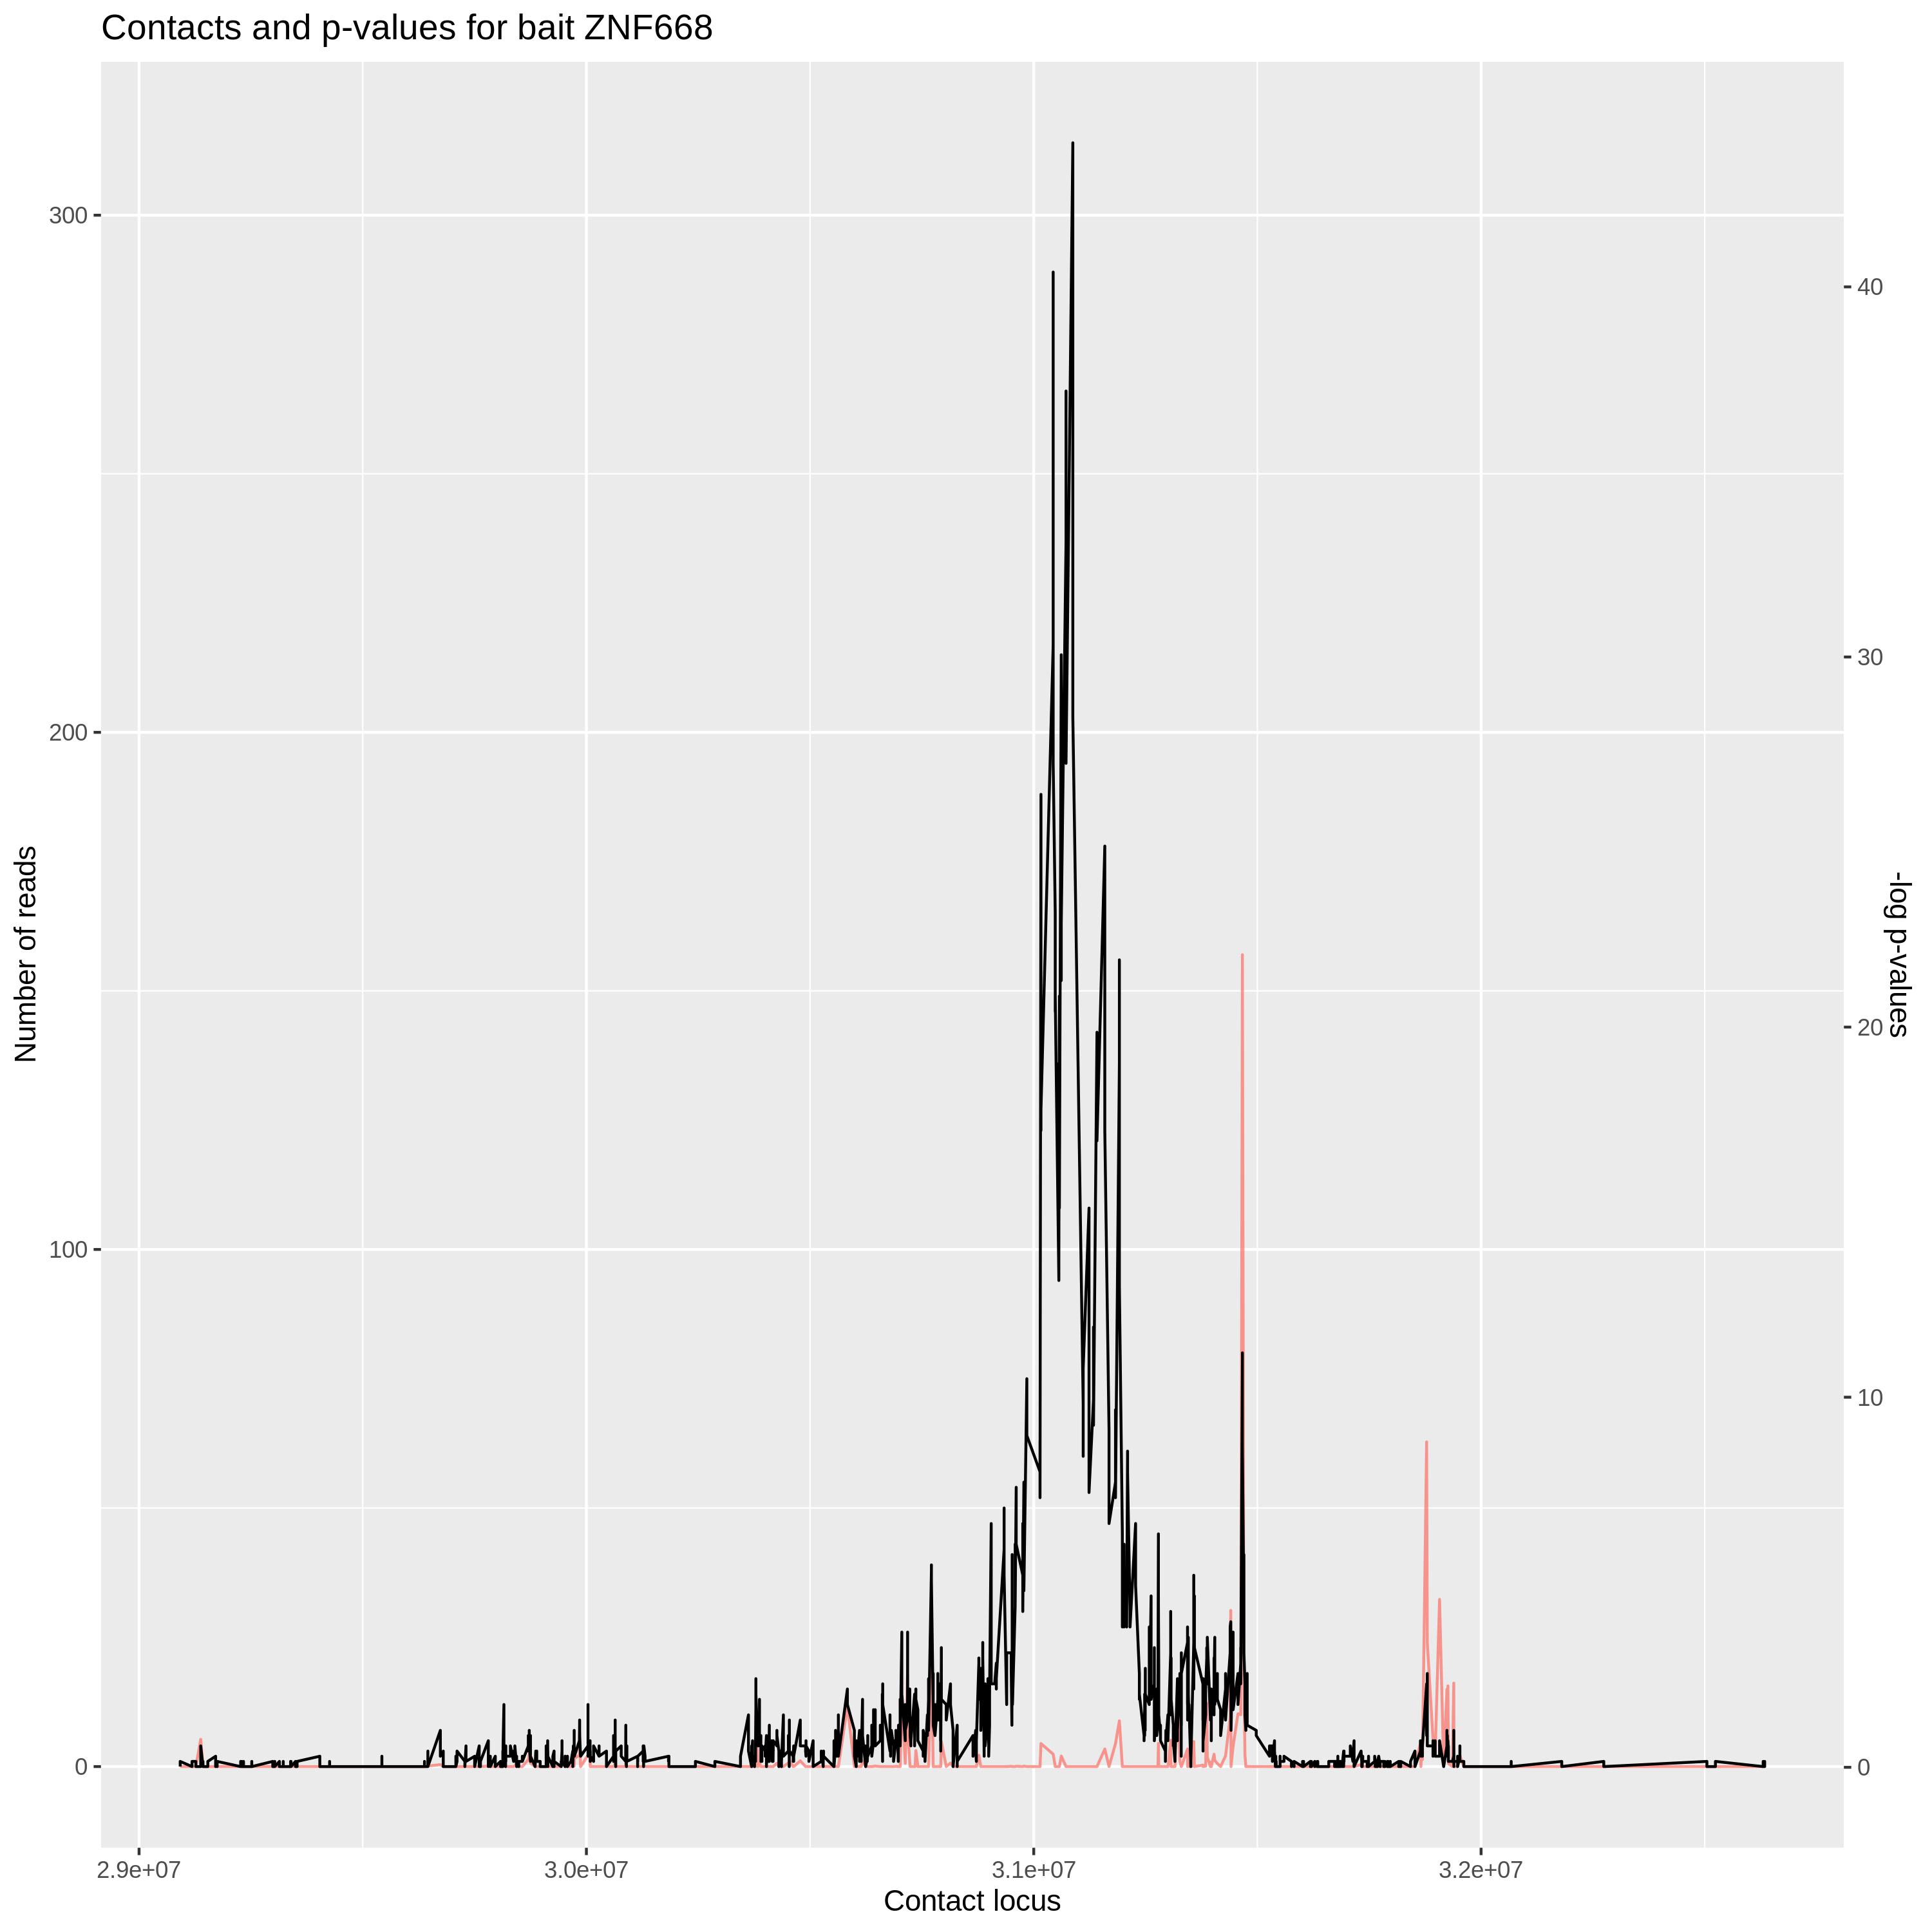 Contacts and p-values for bait ZNF668
300
200
100
0
Number of reads
40
30
20
10
0
-log p-values
2.9e+07 3.0e+07 3.1e+07 3.2e+07
Contact locus